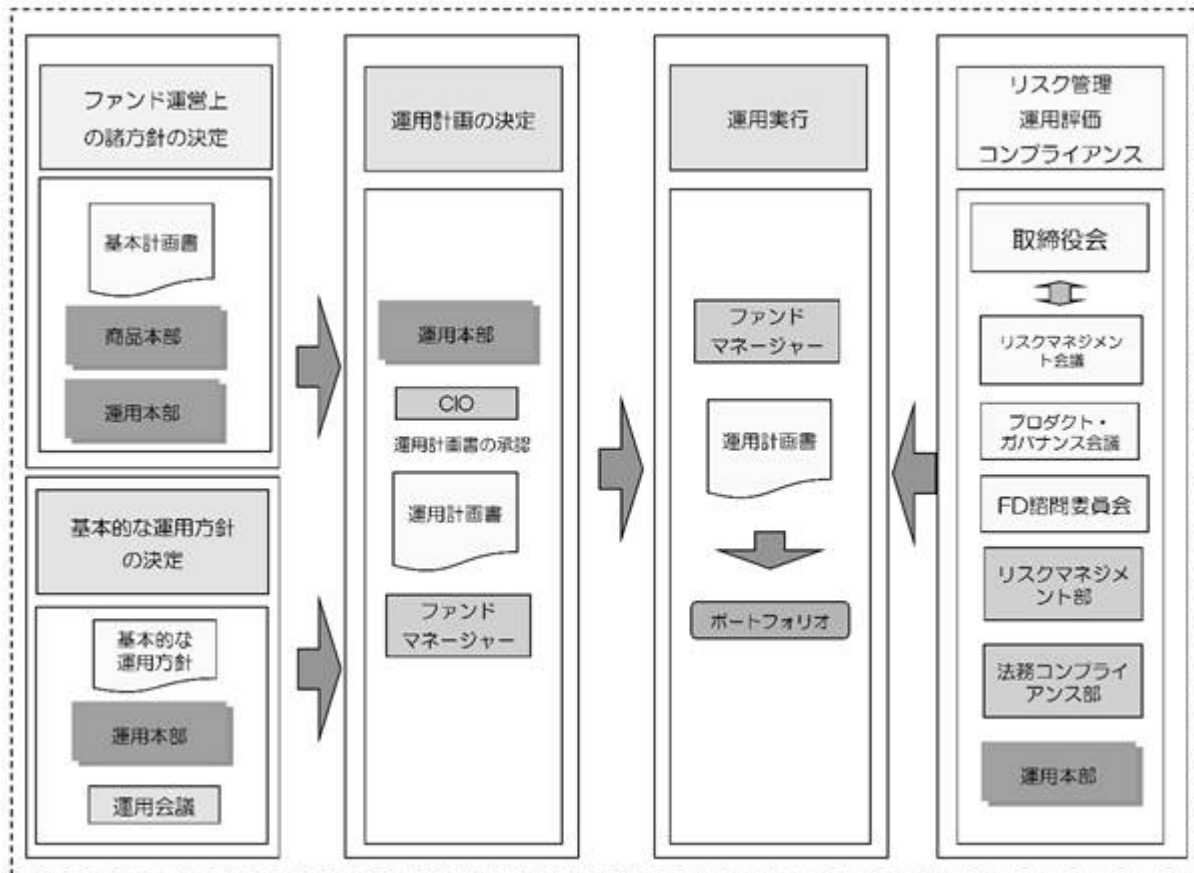 ファンド運営上
の諸方針の決定
基本計画書
商品本部
運用本部
基本的な運用方針
の決定
基本的な
運用方針
運用本部
運用会議
運用計画の決定
運用本部
CIO
運用計画書の承認
運用計画書
ファンド
マネージャー
運用実行
ファンド
マネージャー
運用計画書
ポートフォリオ
リスク管理
運用評価
コンプライアンス
取締役会
リスクマネジメン
ト会議
プロダクト・
ガバナンス会議
FD諮問委員会
リスクマネジメ
ント部
法務コンプライ
アンス部
運用本部